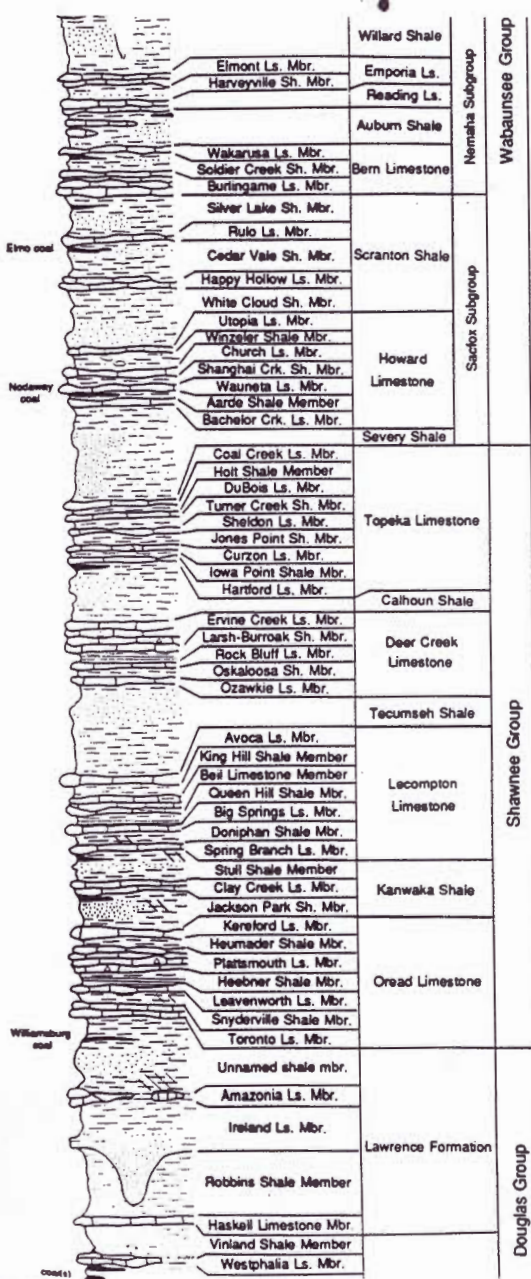 Willard Shale
Elmont Ls. Mbr.
Harveyville Sh. Mbr.
Emporia Ls.
Reading Ls.
Auburn Shale
Wakarusa Ls. Mbr.
Soldier Creek Sh. Mbr.
Burlingame Ls. Mbr.
Bern Limestone
Nemaha Subgroup
Wabaunsee Group
Silver Lake Sh. Mbr.
Rulo Ls. Mbr.
Elmo coal
Cedar Vale Sh. Mbr.
Happy Hollow Ls. Mbr.
White Cloud Sh. Mbr.
Scranton Shale
Utopia Ls. Mbr.
Winzeler Shale Mbr.
Church Ls. Mbr.
Shanghai Crk. Sh. Mbr.
Wauneta Ls. Mbr.
Nodaway
coal
Aarde Shale Member
Bachelor Crk. Ls. Mbr.
Howard
Limestone
Severy Shale
Sacfox Subgroup
Coal Creek Ls. Mbr.
Holt Shale Member
DuBois Ls. Mbr.
Turner Creek Sh. Mbr.
Sheldon Ls. Mbr.
Jones Point Sh. Mbr.
Curzon Ls. Mbr.
Iowa Point Shale Mbr.
Hartford Ls. Mbr.
Topeka Limestone
Calhoun Shale
Ervine Creek Ls. Mbr.
Larsh-Burroak Sh. Mbr.
Rock Bluff Ls. Mbr.
Oskaloosa Sh. Mbr.
Ozawkie Ls. Mbr.
Deer Creek
Limestone
Tecumseh Shale
Avoca Ls. Mbr.
King Hill Shale Member
Beil Limestone Member
Queen Hill Shale Mbr.
Big Springs Ls. Mbr.
Doniphan Shale Mbr.
Spring Branch Ls. Mbr.
Lecompton
Limestone
Stull Shale Member
Clay Creek Ls. Mbr.
Jackson Park Sh. Mbr.
Kanwaka Shale
Shawnee Group
Kereford Ls. Mbr.
Heumader Shale Mbr.
Plattsmouth Ls. Mbr.
Heebner Shale Mbr.
Leavenworth Ls. Mbr.
Snyderville Shale Mbr.
Toronto Ls. Mbr.
Oread Limestone
Williamsburg
coal
Unnamed shale mbr.
Amazonia Ls. Mbr.
Ireland Ls. Mbr.
Robbins Shale Member
Haskell Limestone Mbr.
Lawrence Formation
Vinland Shale Member
Westphalia Ls. Mbr.
coal(s)
Douglas Group